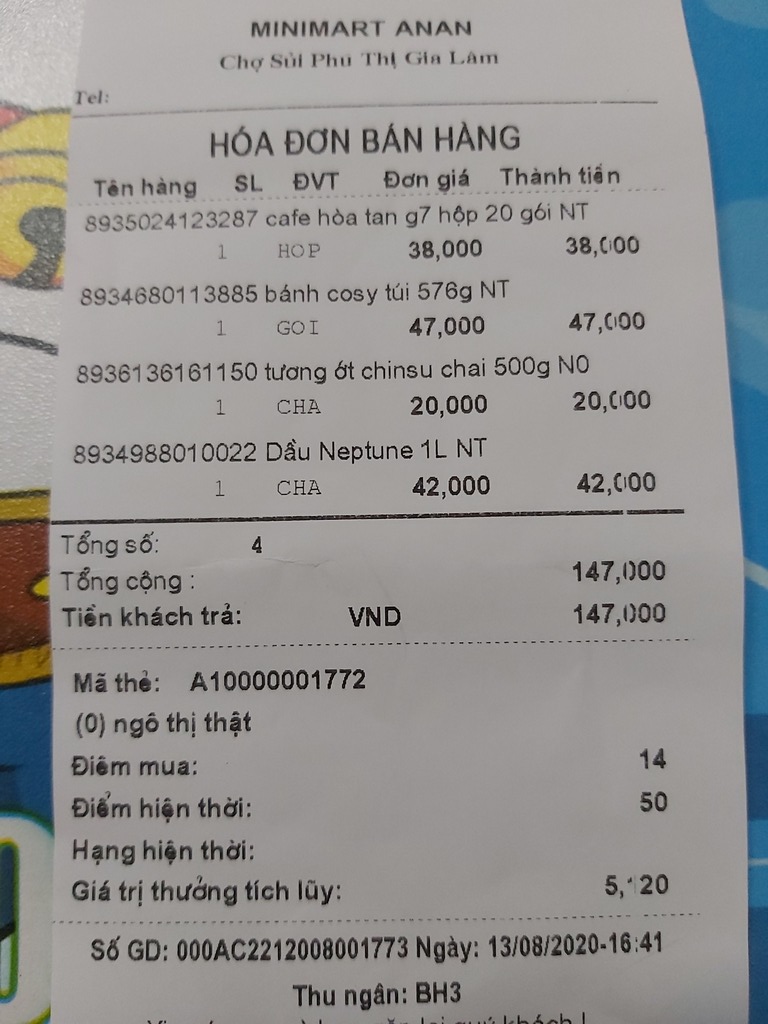 MINIMART ANAN
Chợ Sủi Phú Thị Gia Lâm
Tel:
HÓA ĐƠN BÁN HÀNG
Tên hàng SL ĐVT Đơn giá Thành tiền
8935024123287 cafe hòa tan g7 hộp 20 gói NT
1 HOP 38,000 38,000
8934680113885 bánh cosy túi 576g NT
1 GOI 47,000 47,000
8936136161150 tương ớt chinsu chai 500g N0
1 CHA 20,000 20,000
8934988010022 Dầu Neptune 1L NT
1 CHA 42,000 42,000
Tổng số: 4
Tổng cộng : 147,000
Tiền khách trả: VND 147,000
Mã thẻ: A10000001772
(0) ngô thị thật
Điểm mua: 14
Điểm hiện thời: 50
Hạng hiện thời:
Giá trị thưởng tích lũy:
Số GD: 000AC2212008001773 Ngày: 13/08/2020-16:41
Thu ngân: BH3